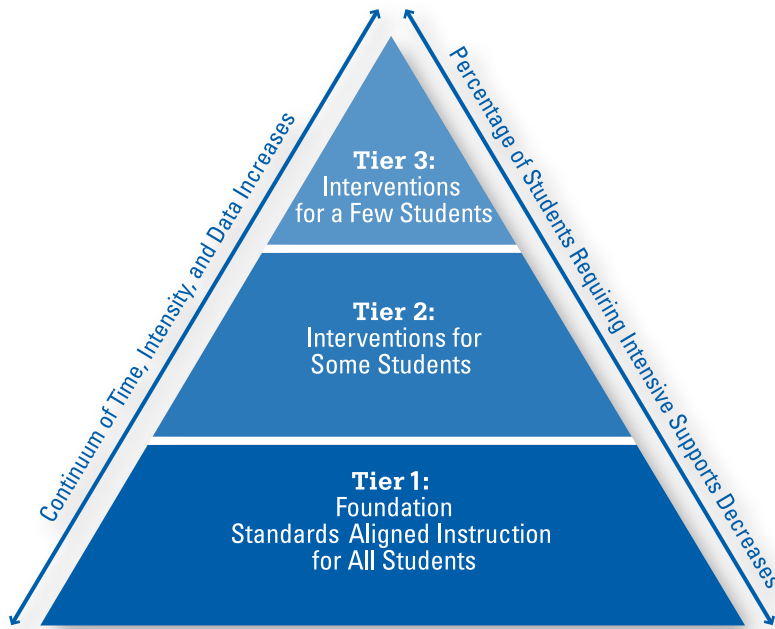 Continuum of Time, Intensity, and Data Increases
Percentage of Students Requiring Intensive Supports Decreases
Tier 3:
Interventions
for a Few Students
Tier 2:
Interventions for
Some Students
Tier 1:
Foundation
Standards Aligned Instruction
for All Students